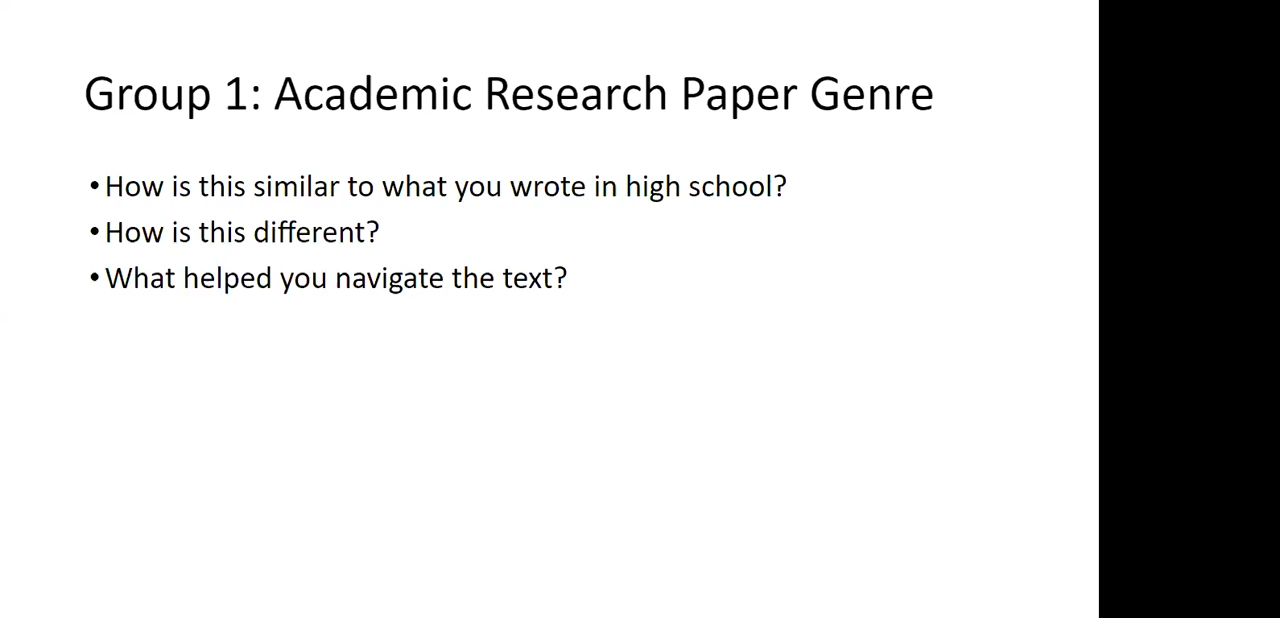 Group 1: Academic Research Paper Genre
•How is this similar to what you wrote in high school?
•How is this different?
•What helped you navigate the text?